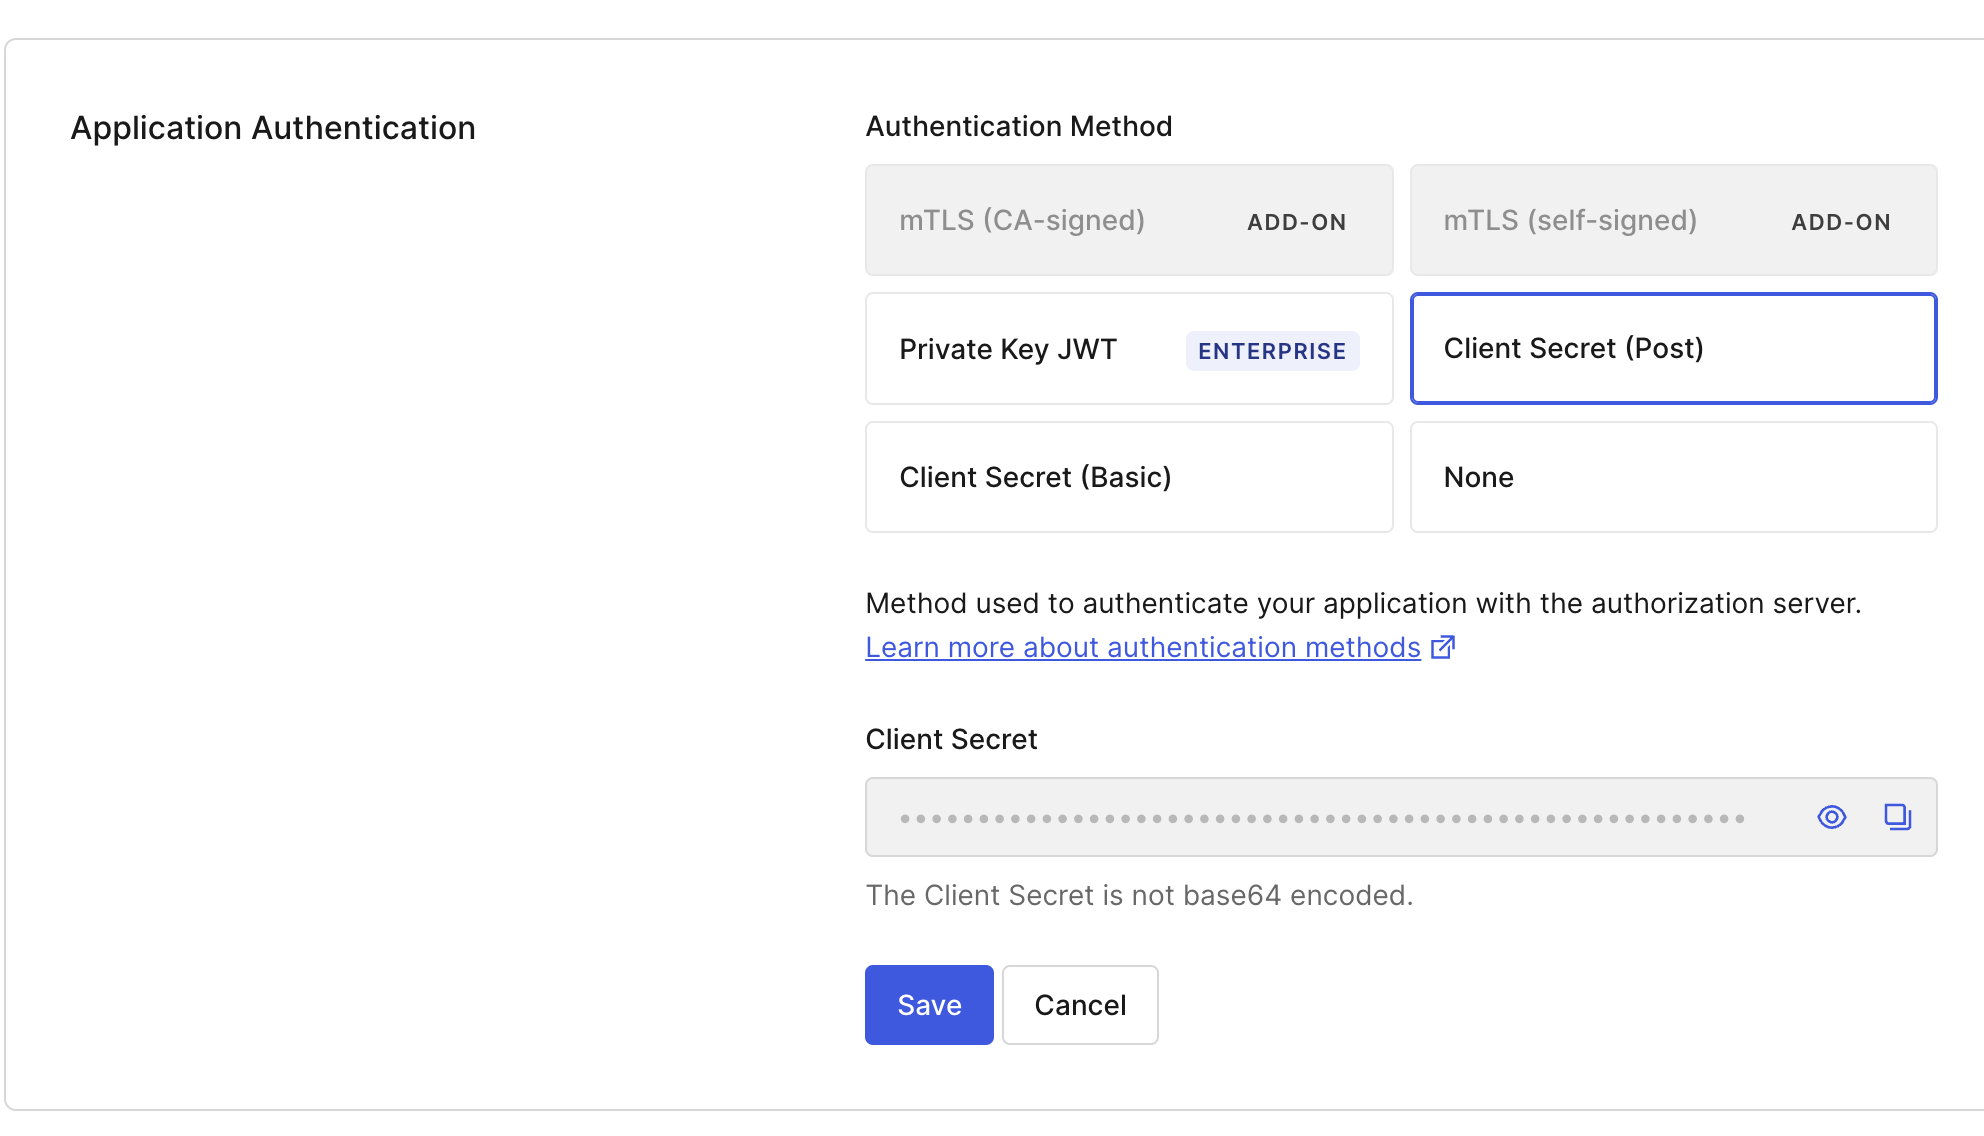 Application Authentication
Authentication Method
mTLS (CA-signed) ADD-ON
mTLS (self-signed) ADD-ON
Private Key JWT ENTERPRISE
Client Secret (Post)
Client Secret (Basic)
None
Method used to authenticate your application with the authorization server.
Learn more about authentication methods
Client Secret
The Client Secret is not base64 encoded.
Save
Cancel